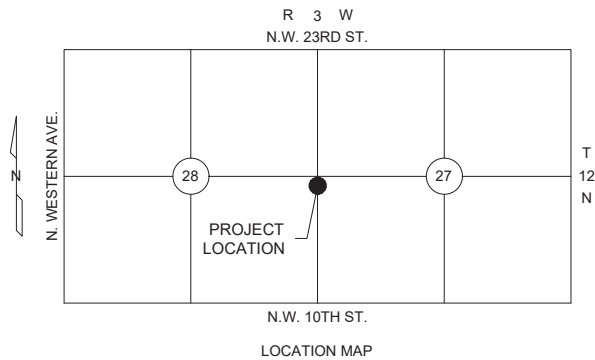 R 3 W
N.W. 23RD ST.
N
N. WESTERN AVE.
28
27
T
12
N
PROJECT
LOCATION
N.W. 10TH ST.
LOCATION MAP